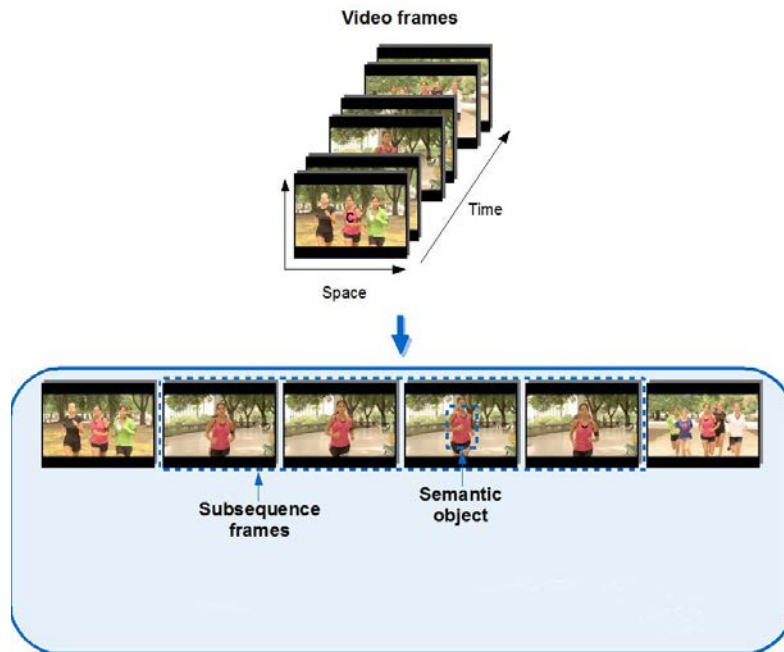 Video frames
C
Time
Space
Subsequence
frames
Semantic
object